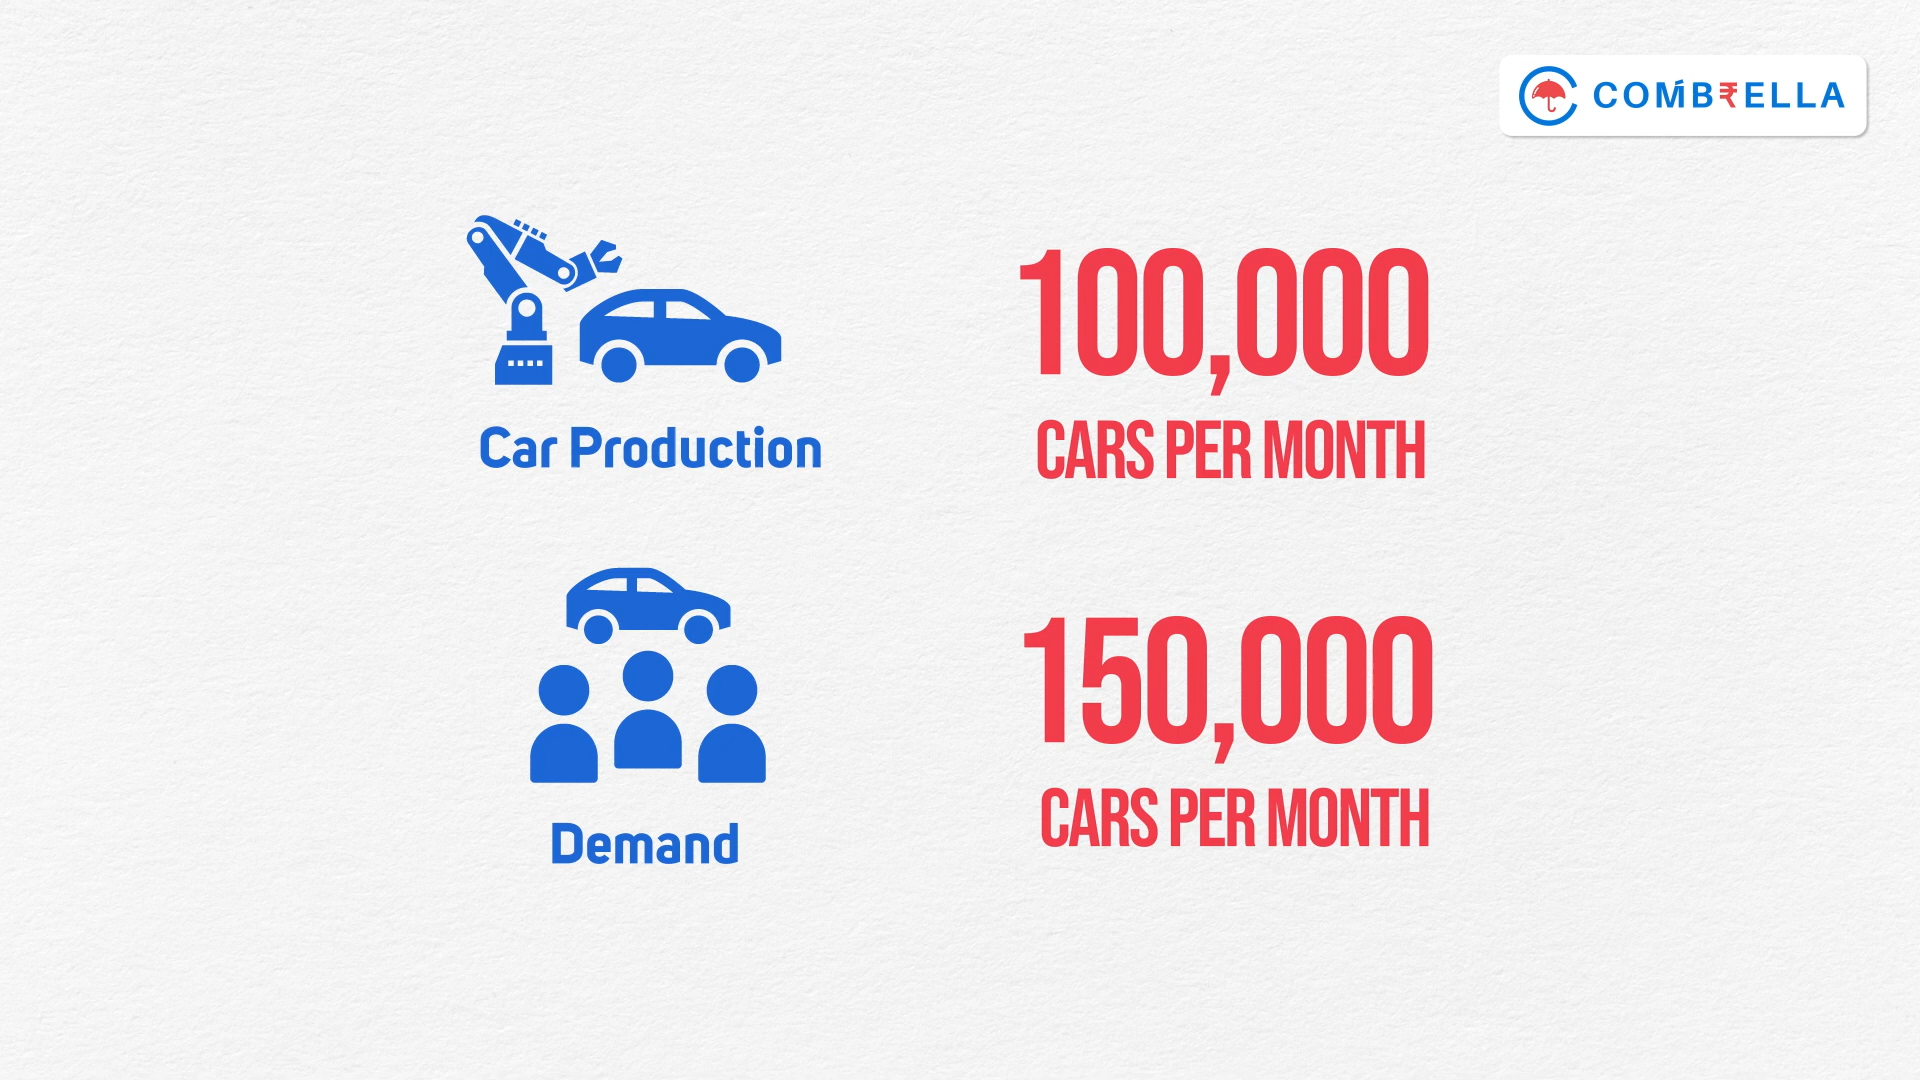 COMB₹ELLA
100,000
CARS PER MONTH
Car Production
150,000
CARS PER MONTH
Demand